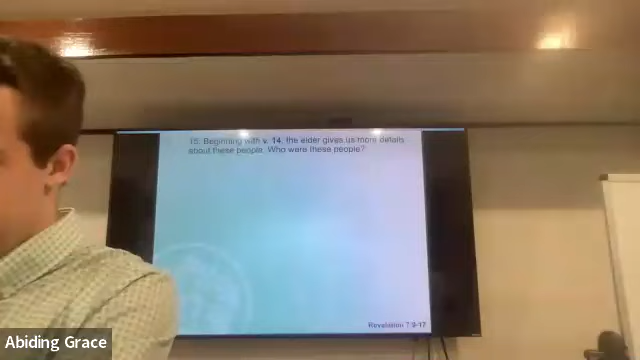 15. Beginning with v. 14, the elder gives us more details
about these people. Who were these people?
Revelation 7:9-17
Abiding Grace